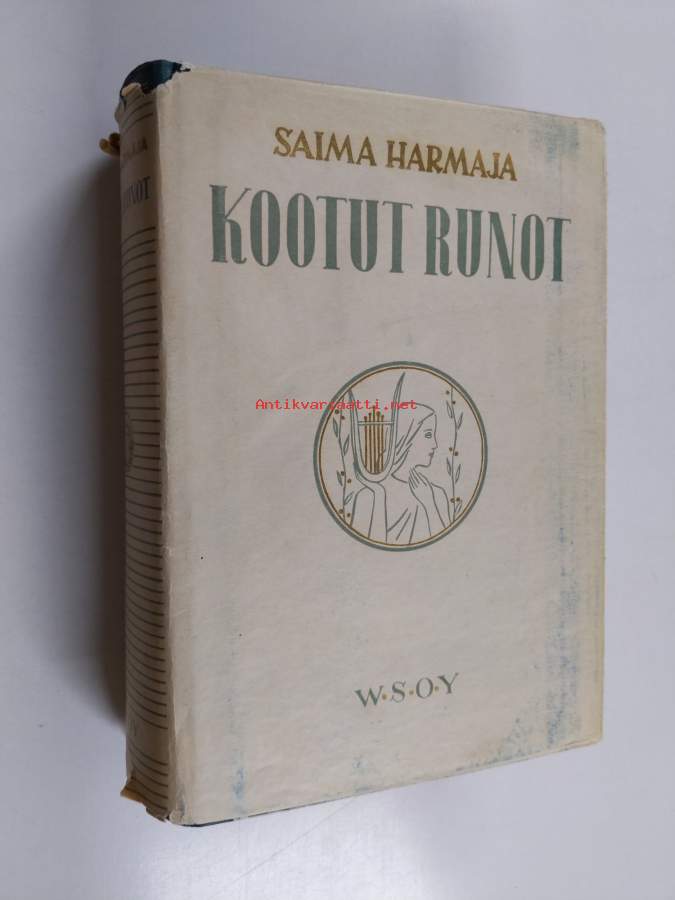 SAIMA HARMAJA
KOOTUT RUNOT
Antikvariaatti.net
W·S·O·Y